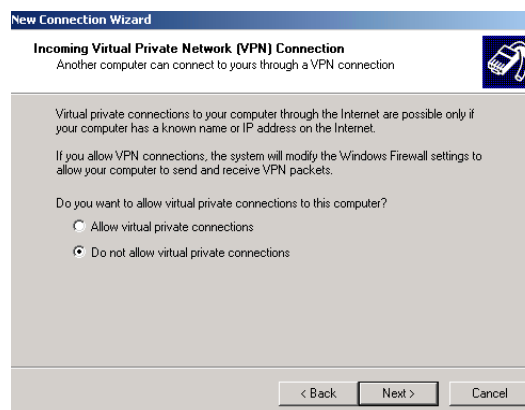 New Connection Wizard
Incoming Virtual Private Network (VPN) Connection
Another computer can connect to yours through a VPN connection
Virtual private connections to your computer through the Internet are possible only if
your computer has a known name or IP address on the Internet.
If you allow VPN connections, the system will modify the Windows Firewall settings to
allow your computer to send and receive VPN packets.
Do you want to allow virtual private connections to this computer?
Allow virtual private connections
Do not allow virtual private connections
< Back Next > Cancel